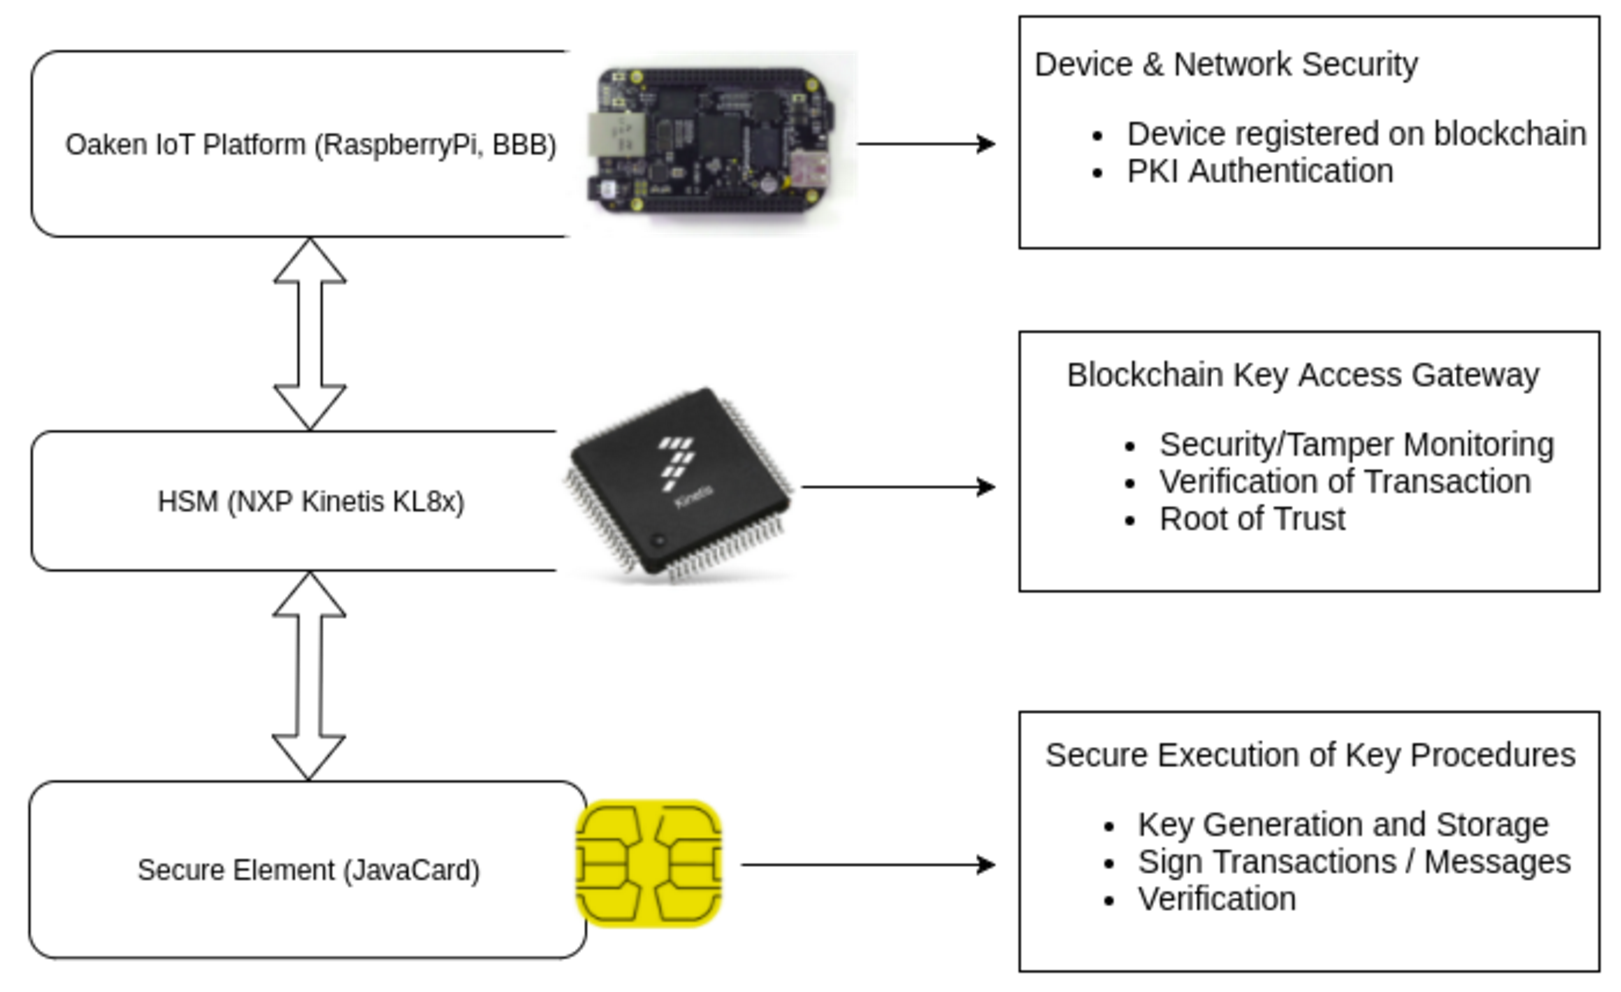 Oaken IoT Platform (RaspberryPi, BBB)
Device & Network Security
• Device registered on blockchain
• PKI Authentication
HSM (NXP Kinetis KL8x)
Kinetis
Blockchain Key Access Gateway
• Security/Tamper Monitoring
• Verification of Transaction
• Root of Trust
Secure Element (JavaCard)
Secure Execution of Key Procedures
• Key Generation and Storage
• Sign Transactions / Messages
• Verification